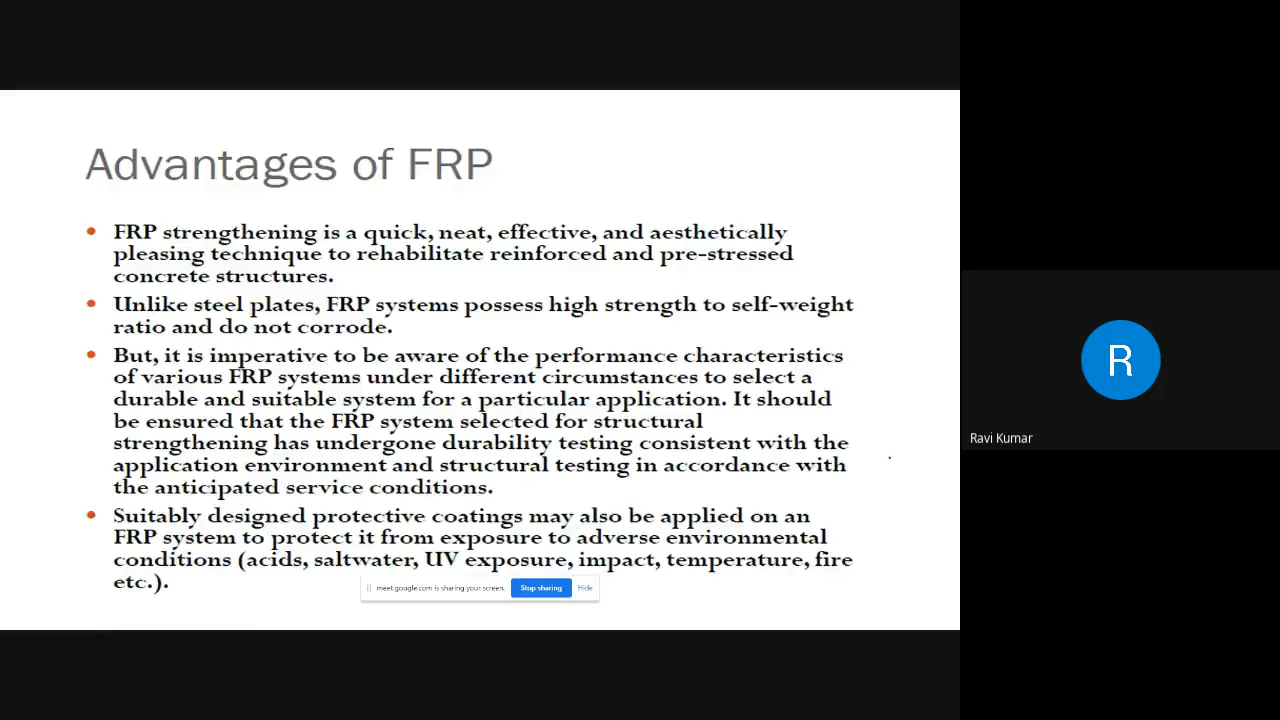 Advantages of FRP
• FRP strengthening is a quick, neat, effective, and aesthetically
pleasing technique to rehabilitate reinforced and pre-stressed
concrete structures.
• Unlike steel plates, FRP systems possess high strength to self-weight
ratio and do not corrode.
• But, it is imperative to be aware of the performance characteristics
of various FRP systems under different circumstances to select a
durable and suitable system for a particular application. It should
be ensured that the FRP system selected for structural
strengthening has undergone durability testing consistent with the
application environment and structural testing in accordance with
the anticipated service conditions.
• Suitably designed protective coatings may also be applied on an
FRP system to protect it from exposure to adverse environmental
conditions (acids, saltwater, UV exposure, impact, temperature, fire
etc.).
meet.google.com is sharing your screen. Stop sharing Hide
R
Ravi Kumar